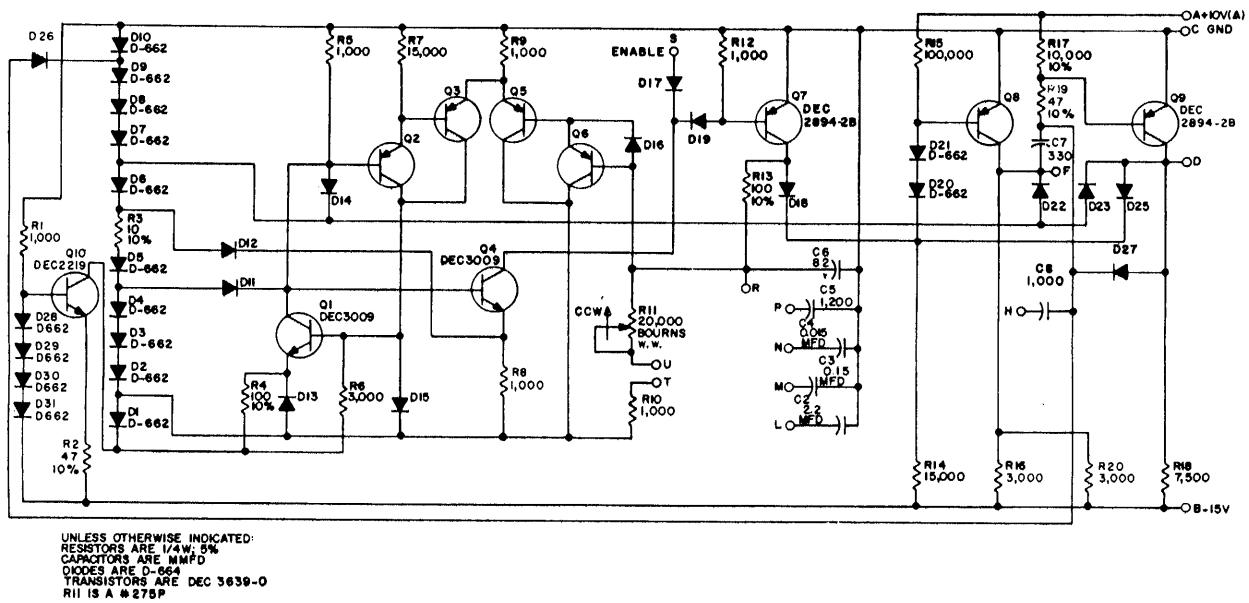 D26
D10
D-662
D9
D-662
D8
D-662
D7
D-662
D6
D-662
R3
10
10%
D5
D-662
D4
D-662
D3
D-662
D2
D-662
D1
D-662
R1
1,000
Q10
DEC2219
D28
D662
D29
D662
D30
D662
D31
D662
R2
47
10%
D12
D11
R5
1,000
R7
15,000
R9
1,000
Q3
Q5
Q2
Q6
D14
D16
Q4
DEC3009
Q1
DEC3009
R4
100
10%
D13
R6
3,000
D15
R8
1,000
S
ENABLE
D17
R12
1,000
D19
Q7
DEC
2894-2B
R13
100
10%
D18
R
CCW
R11
20,000
BOURNS
W.W.
U
T
R10
1,000
C6
82
C5
1,200
P
C4
0.015
MFD
N
C3
0.15
MFD
M
C2
2.2
MFD
L
R15
100,000
Q8
D21
D-662
D20
D-662
R17
10,000
10%
R19
47
10%
C7
330
F
D22
D23
D25
Q9
DEC
2894-2B
A+10V(A)
C GND
D
D27
C8
1,000
H
R14
15,000
R16
3,000
R20
3,000
R18
7,500
B-15V
UNLESS OTHERWISE INDICATED:
RESISTORS ARE 1/4W; 5%
CAPACITORS ARE MMFD
DIODES ARE D-664
TRANSISTORS ARE DEC 3639-0
R11 IS A #275P